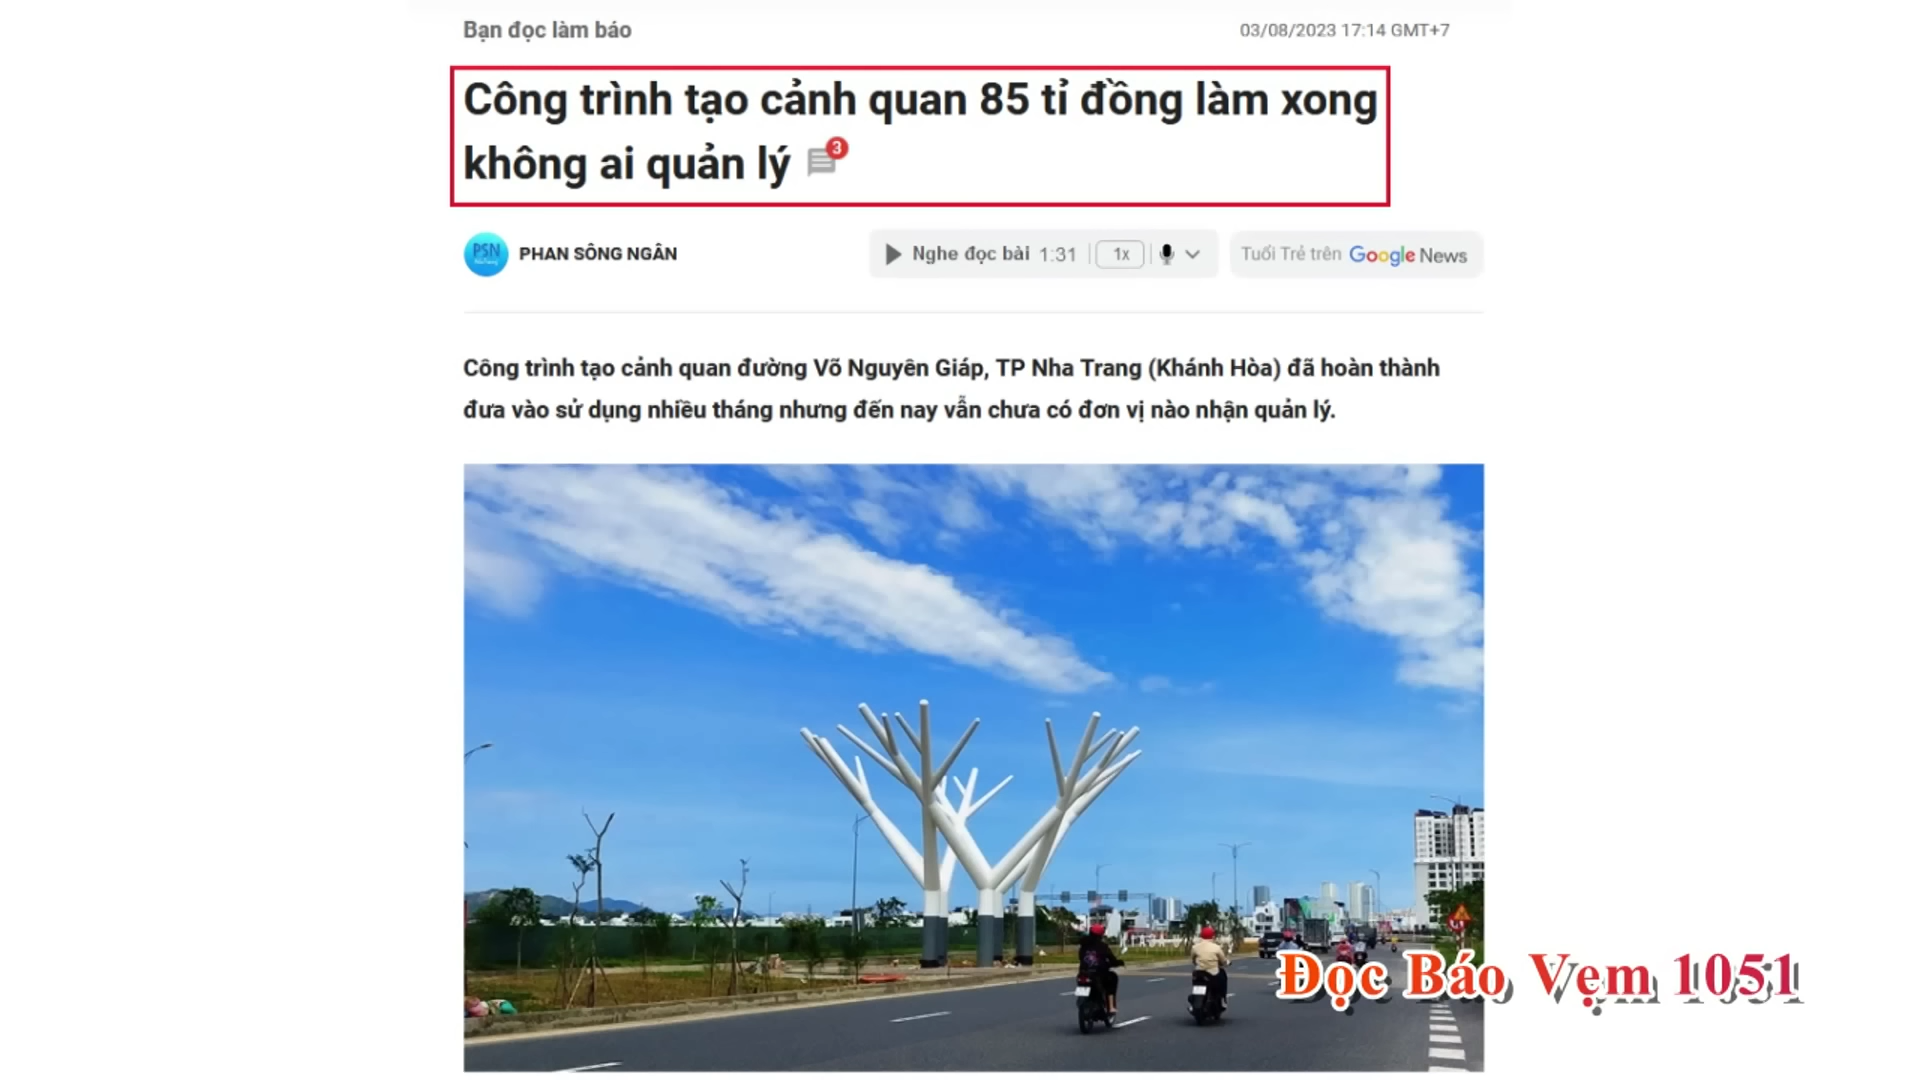 Bạn đọc làm báo
03/08/2023 17:14 GMT+7
Công trình tạo cảnh quan 85 tỉ đồng làm xong
không ai quản lý
3
PSN
PHAN SÔNG NGÂN
Nghe đọc bài 1:31 1x
Tuổi Trẻ trên Google News
Công trình tạo cảnh quan đường Võ Nguyên Giáp, TP Nha Trang (Khánh Hòa) đã hoàn thành
đưa vào sử dụng nhiều tháng nhưng đến nay vẫn chưa có đơn vị nào nhận quản lý.
Đọc Báo Vẹm 1051